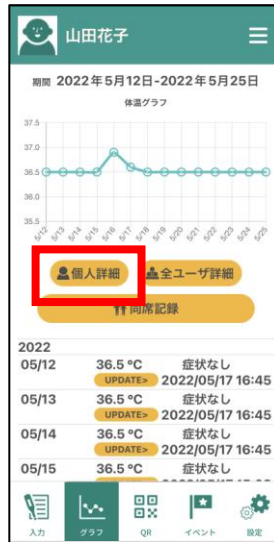 山田花子
期間 2022年5月12日-2022年5月25日
体温グラフ
37.5
37.0
36.5
36.0
35.5
5/12 5/13 5/14 5/15 5/16 5/17 5/18 5/19 5/20 5/21 5/22 5/23 5/24 5/25
個人詳細 全ユーザ詳細
同席記録
2022
05/12 36.5 ℃ 症状なし
UPDATE> 2022/05/17 16:45
05/13 36.5 ℃ 症状なし
UPDATE> 2022/05/17 16:45
05/14 36.5 ℃ 症状なし
UPDATE> 2022/05/17 16:45
05/15 36.5 ℃ 症状なし
入力 グラフ QR イベント 設定